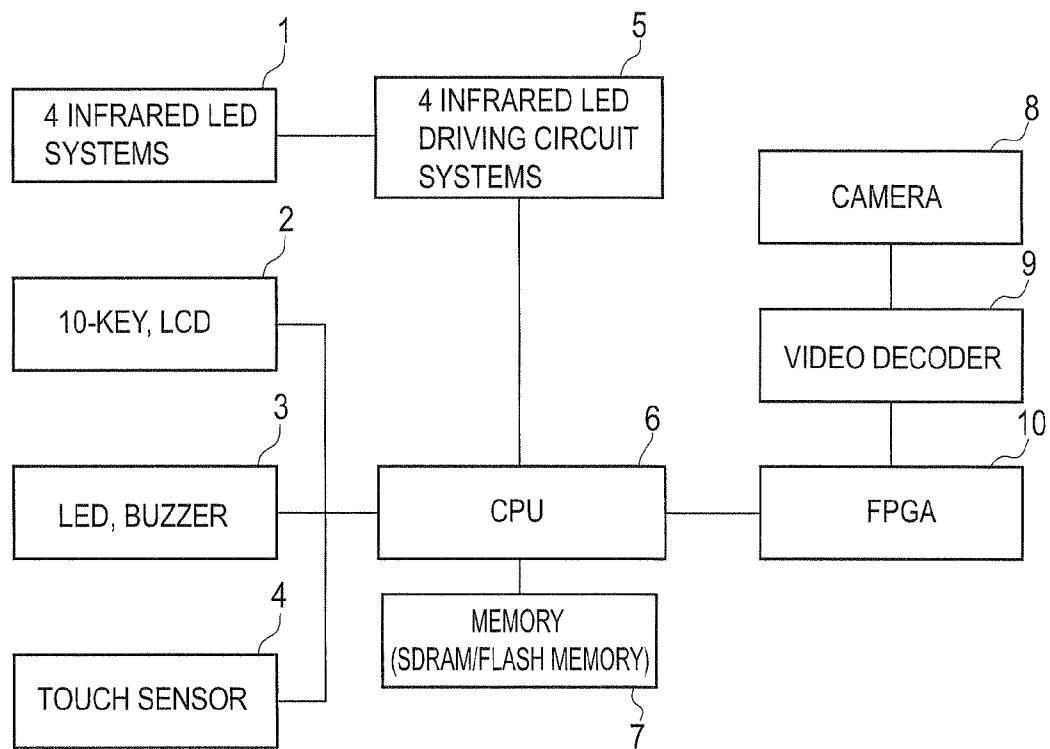 1
4 INFRARED LED
SYSTEMS
5
4 INFRARED LED
DRIVING CIRCUIT
SYSTEMS
8
CAMERA
2
10-KEY, LCD
9
VIDEO DECODER
3
LED, BUZZER
6
CPU
10
FPGA
4
TOUCH SENSOR
MEMORY
(SDRAM/FLASH MEMORY)
7